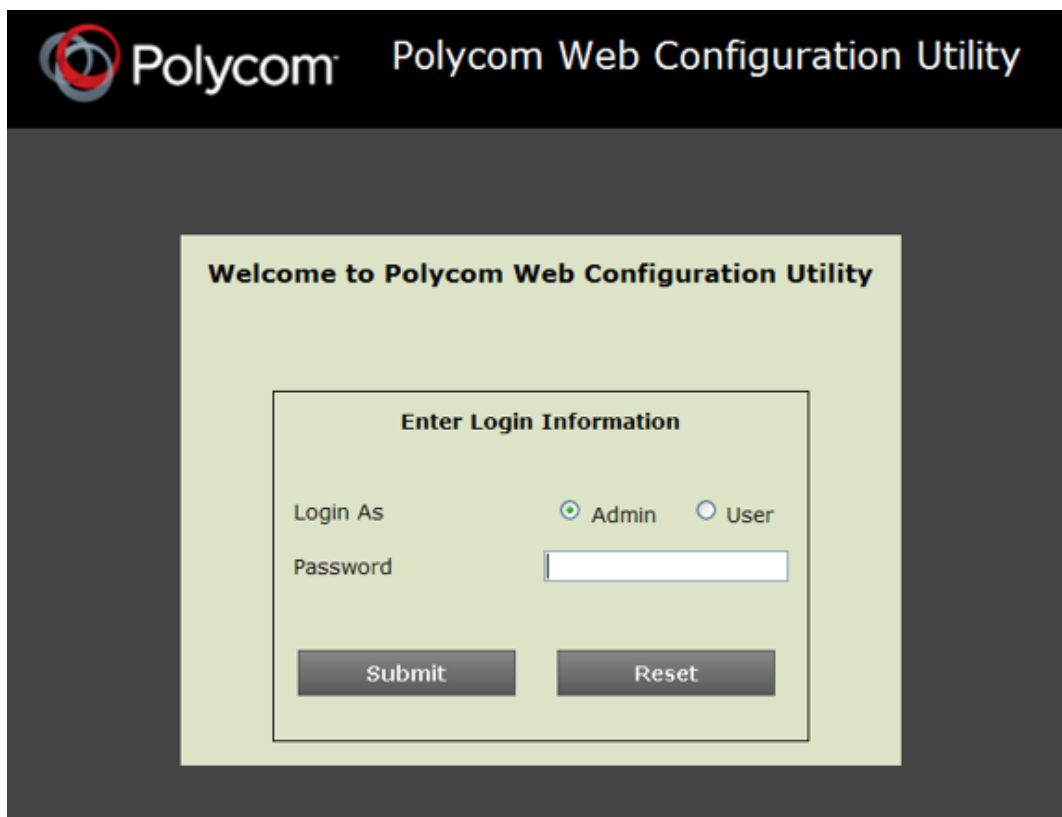 Polycom Polycom Web Configuration Utility
Welcome to Polycom Web Configuration Utility
Enter Login Information
Login As Admin User
Password
Submit Reset